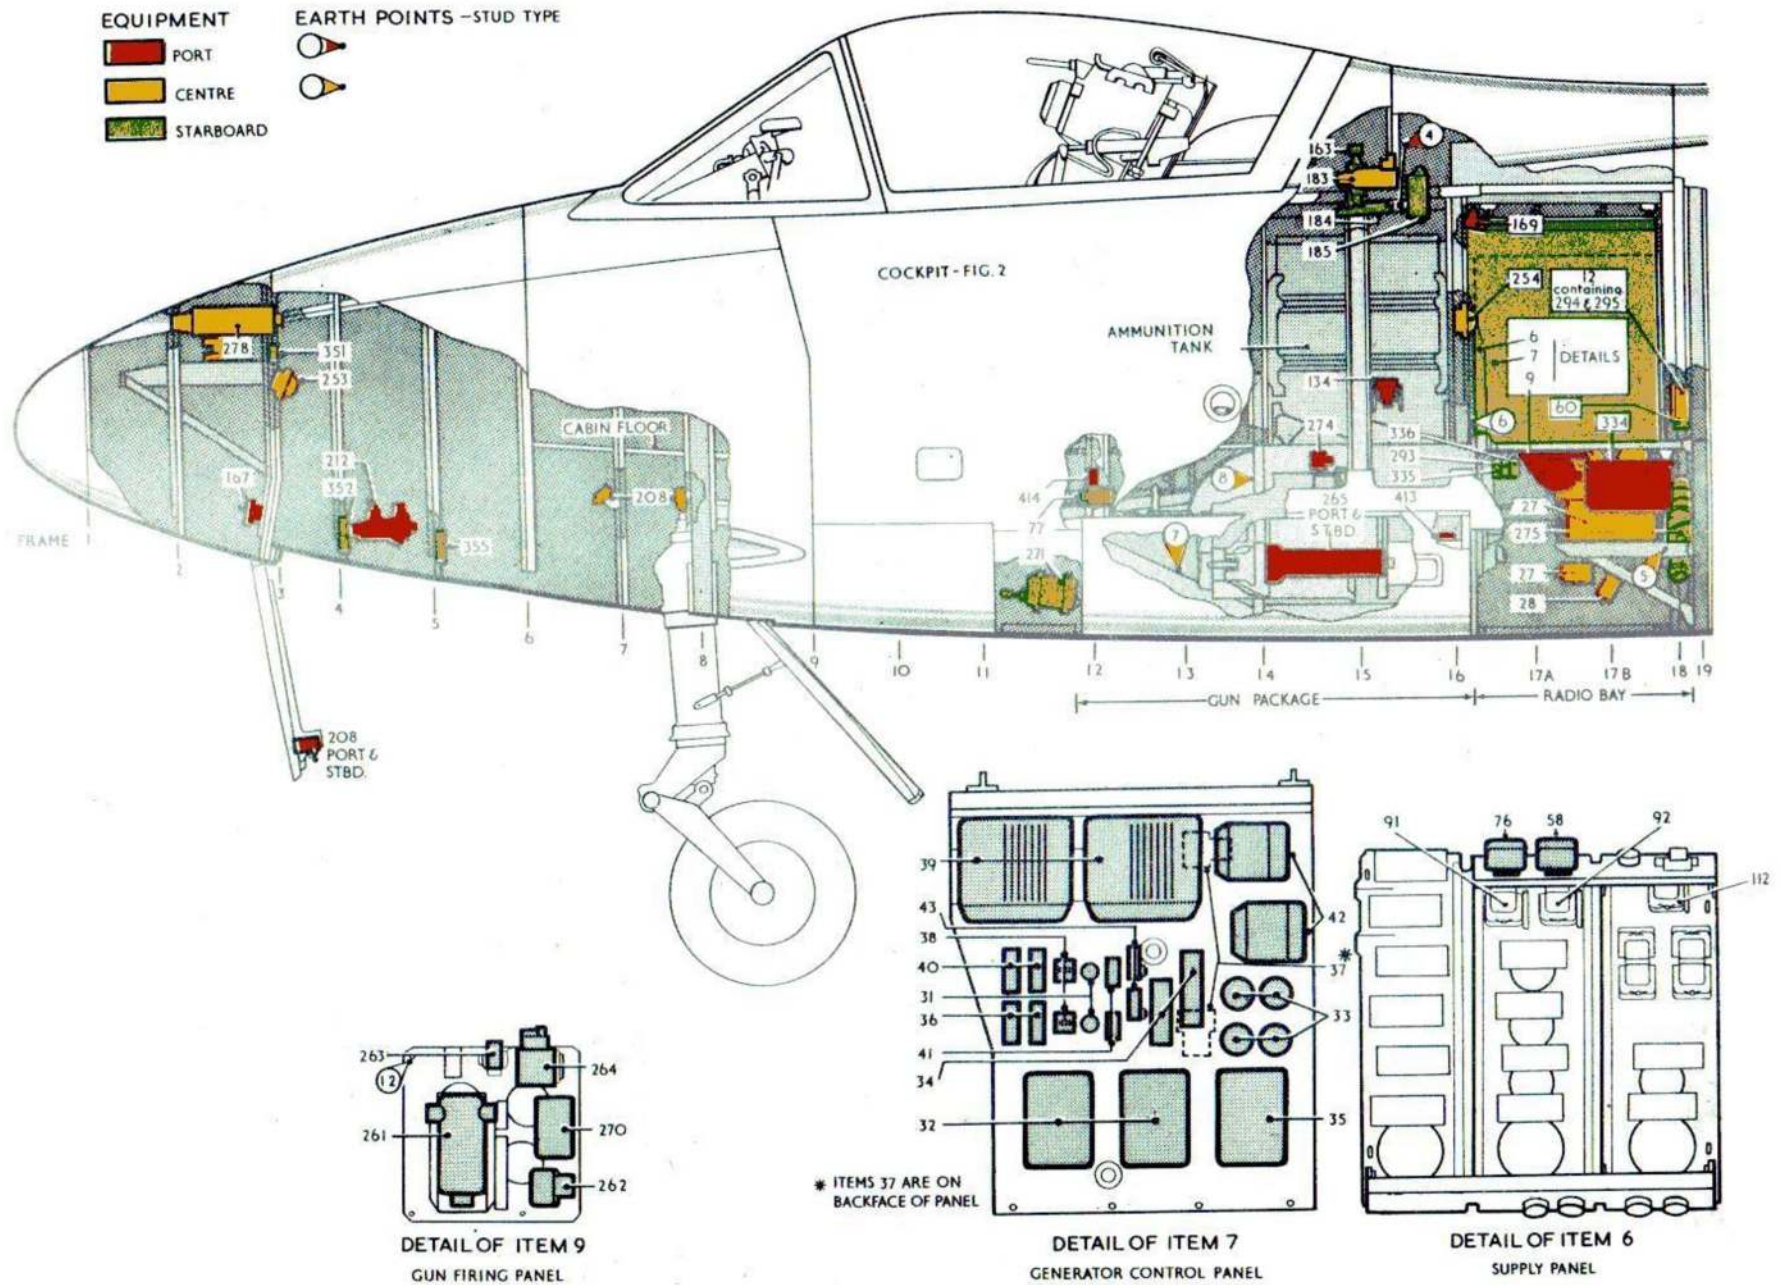 EQUIPMENT
PORT
CENTRE
STARBOARD
EARTH POINTS - STUD TYPE
COCKPIT - FIG. 2
163
4
183
184
185
169
254
12
containing
294 & 295
AMMUNITION
TANK
6
7
9
DETAILS
278
351
253
134
60
6
CABIN FLOOR
274
336
334
212
293
167
352
208
8
335
414
265
PORT &
STBD
413
27
77
355
7
275
271
27
5
28
FRAME 1
2
3
4
5
6
7
8
9
10
11
12
13
14
15
16
17A
17B
18
19
GUN PACKAGE
RADIO BAY
208
PORT &
STBD.
39
43
38
40
31
36
41
34
32
42
*
37
33
35
* ITEMS 37 ARE ON
BACKFACE OF PANEL
DETAIL OF ITEM 7
GENERATOR CONTROL PANEL
91
76
58
92
112
DETAIL OF ITEM 6
SUPPLY PANEL
263
12
264
261
270
262
DETAIL OF ITEM 9
GUN FIRING PANEL